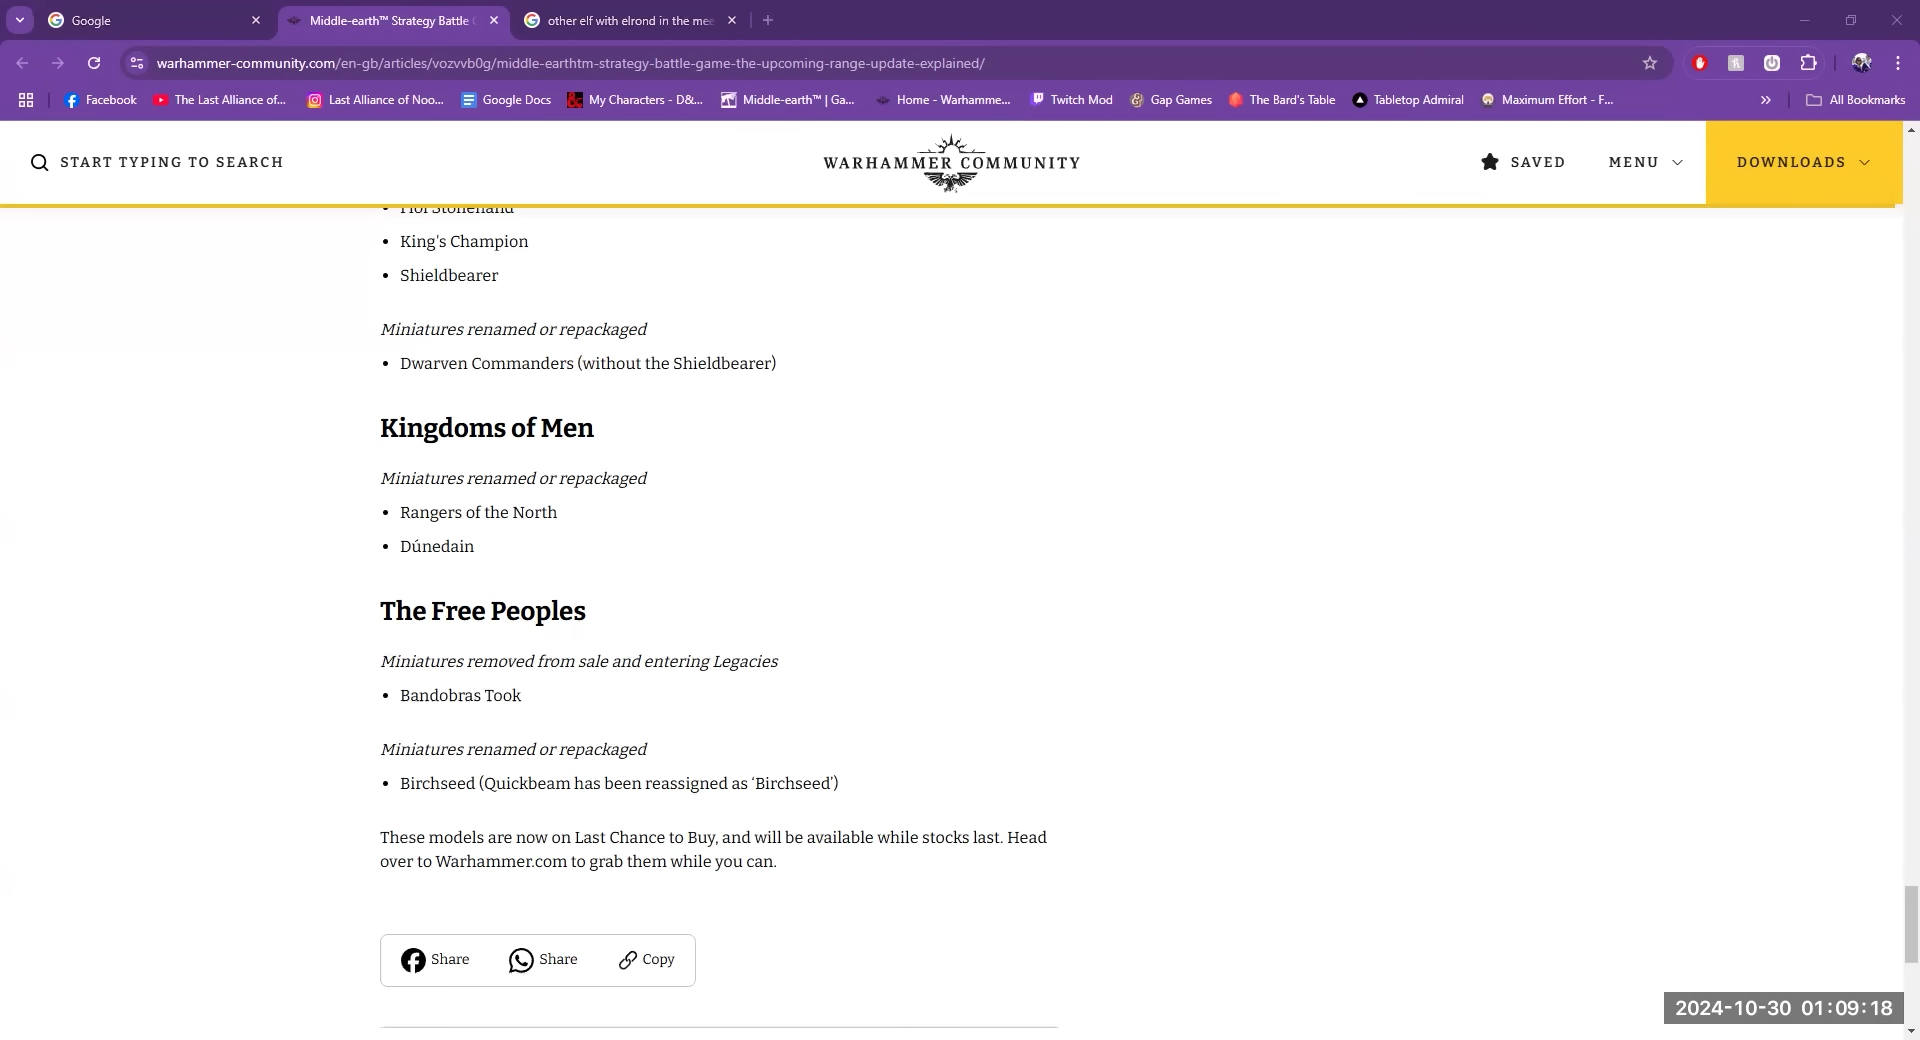 Google
Middle-earth™ Strategy Battle
other elf with elrond in the mee
warhammer-community.com/en-gb/articles/vozvvb0g/middle-earthtm-strategy-battle-game-the-upcoming-range-update-explained/
Facebook
The Last Alliance of...
Last Alliance of Noo...
Google Docs
My Characters - D&...
Middle-earth™ | Ga...
Home - Warhamme...
Twitch Mod
Gap Games
The Bard's Table
Tabletop Admiral
Maximum Effort - F...
All Bookmarks
START TYPING TO SEARCH
WARHAMMER COMMUNITY
SAVED
MENU
DOWNLOADS
• King's Champion
• Shieldbearer
Miniatures renamed or repackaged
• Dwarven Commanders (without the Shieldbearer)
Kingdoms of Men
Miniatures renamed or repackaged
• Rangers of the North
• Dúnedain
The Free Peoples
Miniatures removed from sale and entering Legacies
• Bandobras Took
Miniatures renamed or repackaged
• Birchseed (Quickbeam has been reassigned as ‘Birchseed’)
These models are now on Last Chance to Buy, and will be available while stocks last. Head
over to Warhammer.com to grab them while you can.
Share
Share
Copy
2024-10-30 01:09:18